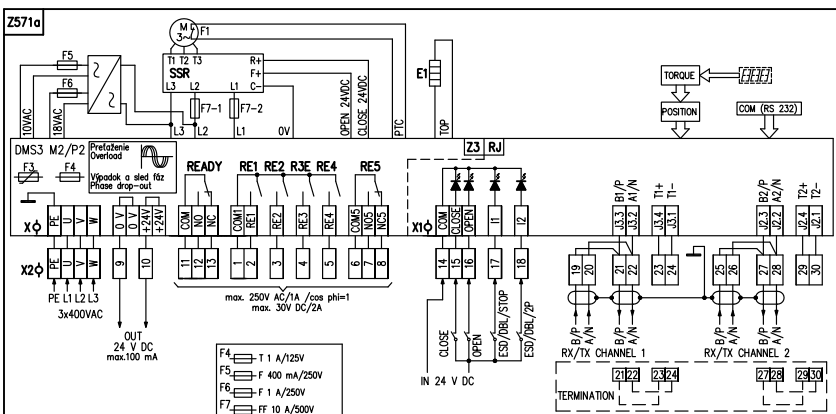 Z571a
F5
F6
10VAC
18VAC
M
3~
F1
T1 T2 T3
SSR
L3 L2 L1
R+
F+
C-
F7-1
F7-2
L3 L2 L1 0V
OPEN 24VDC
CLOSE 24VDC
PTC
E1
TOP
TORQUE
POSITION
COM (RS 232)
DMS3 M2/P2
F3
F4
Preťaženie
Overload
Výpadok a sled fáz
Phase drop-out
READY RE1 RE2 R3E RE4 RE5
Z3 RJ
X
PE U V W
0 V 0 V
+24V +24V
COM NO NC
COM1 RE1 RE2 RE3 RE4
COM5 NO5 NC5
X1
COM CLOSE OPEN I1 I2
B1/P A1/N T1+ T1-
J3.3 J3.2 J3.4 J3.1
B2/P A2/N T2+ T2-
J2.3 J2.2 J2.4 J2.1
X2
PE U V W 9 10 11 12 13 1 2 3 4 5 6 7 8 14 15 16 17 18
19 20 21 22 23 24 25 26 27 28 29 30
PE L1 L2 L3
3x400VAC
OUT
24 V DC
max.100 mA
max. 250V AC/1A /cos phi=1
max. 30V DC/2A
F4 T 1 A/125V
F5 F 400 mA/250V
F6 F 1 A/250V
F7 FF 10 A/500V
CLOSE
OPEN
ESD/DBL/STOP
ESD/DBL/2P
IN 24 V DC
B/P A/N B/P A/N B/P A/N B/P A/N
RX/TX CHANNEL 1 RX/TX CHANNEL 2
21 22 23 24 27 28 29 30
TERMINATION